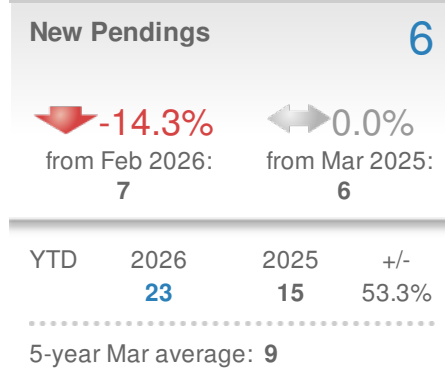 New Pendings 6
-14.3% 0.0%
from Feb 2026: from Mar 2025:
7 6
YTD 2026 2025 +/-
23 15 53.3%
5-year Mar average: 9